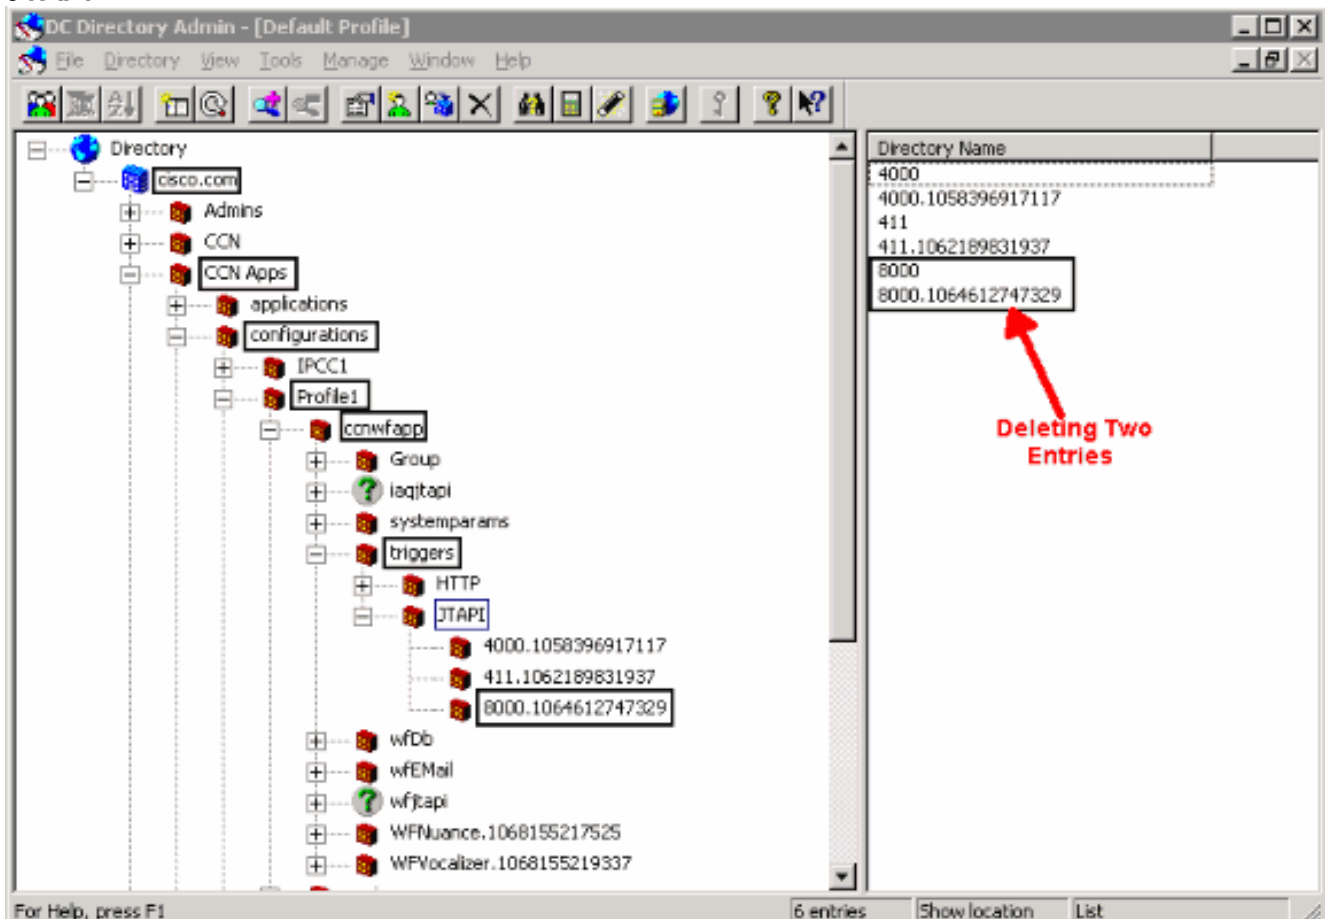 DC Directory Admin - [Default Profile]
File Directory View Tools Manage Window Help
Directory
cisco.com
Admins
CCN
CCN Apps
applications
configurations
IPCC1
Profile1
ccnwfapp
Group
iaqjtapi
systemparams
triggers
HTTP
JTAPI
4000.1058396917117
411.1062189831937
8000.1064612747329
wfDb
wfEMail
wfjtapi
WFNuance.1068155217525
WFVocalizer.1068155219337
Directory Name
4000
4000.1058396917117
411
411.1062189831937
8000
8000.1064612747329
Deleting Two
Entries
For Help, press F1
6 entries
Show location
List